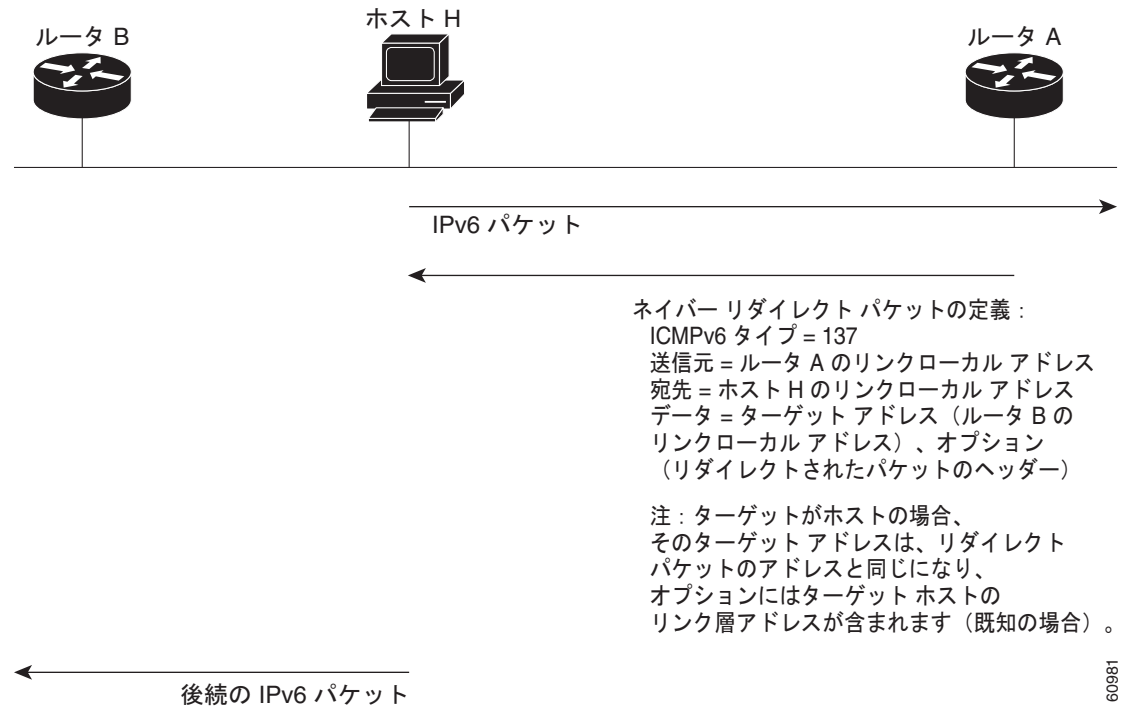 ルータ B
ホスト H
ルータ A
IPv6 パケット
ネイバー リダイレクト パケットの定義：
ICMPv6 タイプ = 137
送信元 = ルータ A のリンクローカル アドレス
宛先 = ホスト H のリンクローカル アドレス
データ = ターゲット アドレス（ルータ B の
リンクローカル アドレス）、オプション
（リダイレクトされたパケットのヘッダー）
注：ターゲットがホストの場合、
そのターゲット アドレスは、リダイレクト
パケットのアドレスと同じになり、
オプションにはターゲット ホストの
リンク層アドレスが含まれます（既知の場合）。
後続の IPv6 パケット
60981